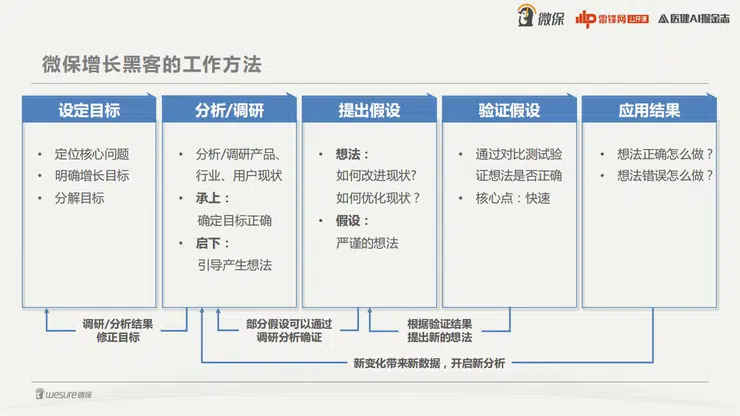 微保
雷锋网 公开课
医健AI掘金志
微保增长黑客的工作方法
设定目标
• 定位核心问题
• 明确增长目标
• 分解目标
分析/调研
• 分析/调研产品、
行业、用户现状
• 承上：
确定目标正确
• 启下：
引导产生想法
提出假设
• 想法：
如何改进现状?
如何优化现状？
• 假设：
严谨的想法
验证假设
• 通过对比测试验
证想法是否正确
• 核心点：快速
应用结果
• 想法正确怎么做？
• 想法错误怎么做？
调研/分析结果
修正目标
部分假设可以通过
调研分析确证
根据验证结果
提出新的想法
新变化带来新数据，开启新分析
wesure微保